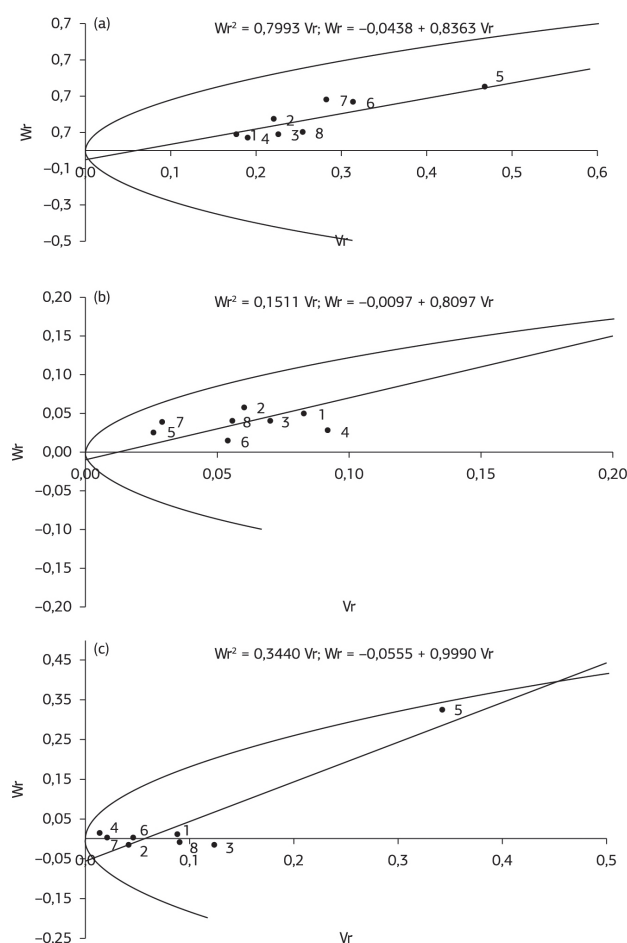 (a) Wr² = 0,7993 Vr; Wr = –0,0438 + 0,8363 Vr
0,7
0,7
0,7
0,7
–0,1
–0,3
–0,5
Wr
5
7 6
2
1 4 3 8
0,0 0,1 0,2 0,3 0,4 0,5 0,6
Vr
(b) Wr² = 0,1511 Vr; Wr = –0,0097 + 0,8097 Vr
0,20
0,15
0,10
0,05
0,00
–0,05
–0,10
–0,15
–0,20
Wr
2 1
7 8 3
5 4
6
0,00 0,05 0,10 0,15 0,20
Vr
(c) Wr² = 0,3440 Vr; Wr = –0,0555 + 0,9990 Vr
0,45
0,35
0,25
0,15
0,05
–0,05
–0,15
–0,25
Wr
5
4 6 1
7 2 8 3
0,0 0,1 0,2 0,3 0,4 0,5
Vr